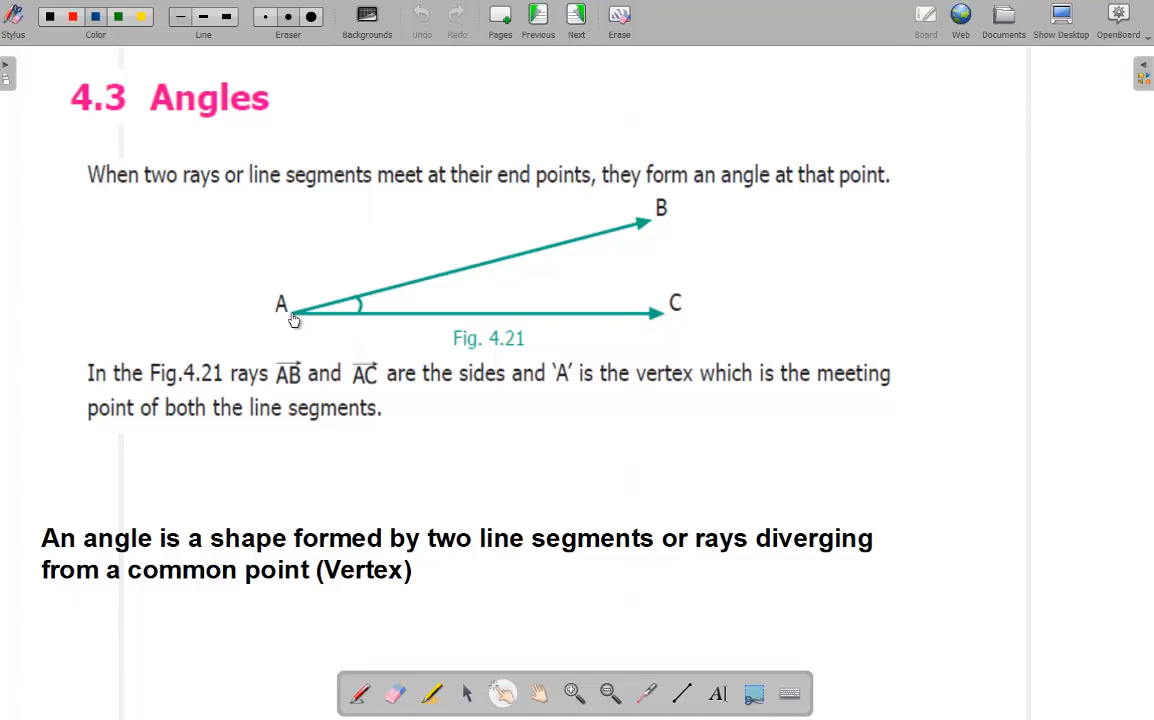 Stylus Color Line Eraser Backgrounds Undo Redo Pages Previous Next Erase Board Web Documents Show Desktop OpenBoard
4.3 Angles
When two rays or line segments meet at their end points, they form an angle at that point.
B
A
C
Fig. 4.21
In the Fig.4.21 rays AB and AC are the sides and ‘A’ is the vertex which is the meeting
point of both the line segments.
An angle is a shape formed by two line segments or rays diverging
from a common point (Vertex)